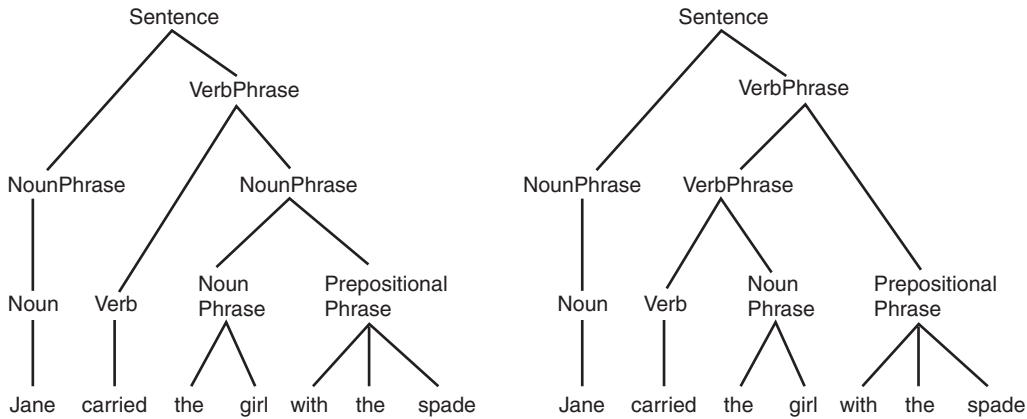 Sentence
VerbPhrase
NounPhrase NounPhrase
Noun Verb Noun Phrase Prepositional Phrase
Jane carried the girl with the spade
Sentence
VerbPhrase
NounPhrase VerbPhrase
Noun Verb Noun Phrase Prepositional Phrase
Jane carried the girl with the spade